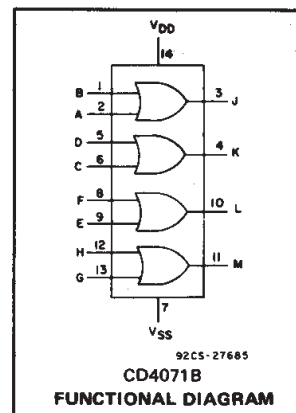 VDD
14
B 1
A 2
3 J
D 5
C 6
4 K
F 8
E 9
10 L
H 12
G 13
11 M
7
VSS
92CS-27685
CD4071B
FUNCTIONAL DIAGRAM